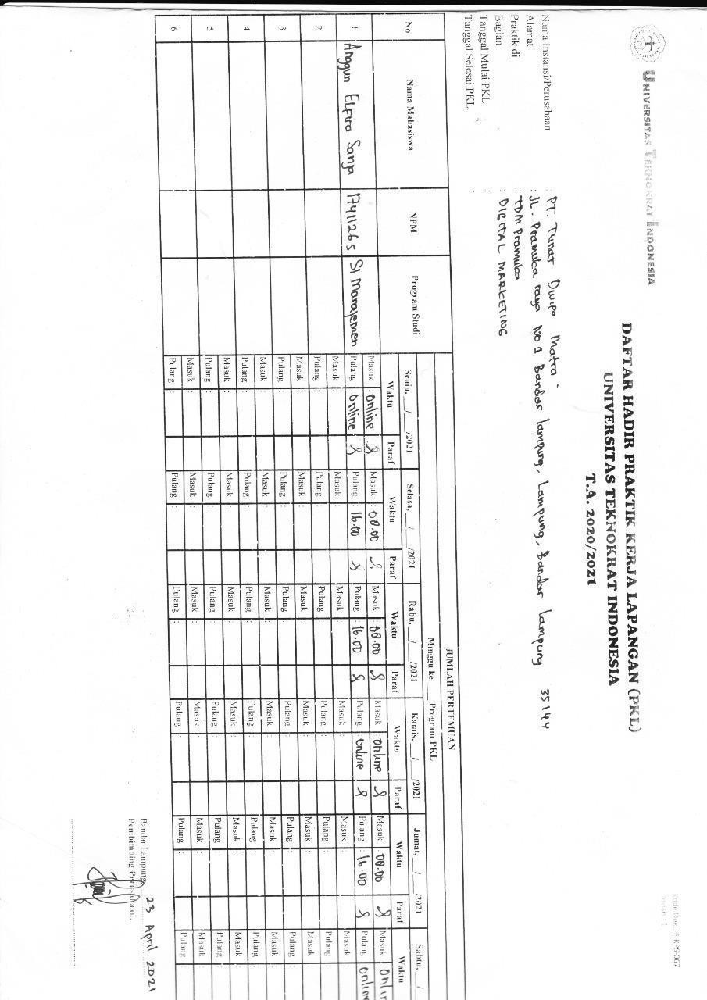 UNIVERSITAS TEKNOKRAT INDONESIA
DAFTAR HADIR PRAKTIK KERJA LAPANGAN (PKL)
UNIVERSITAS TEKNOKRAT INDONESIA
T.A. 2020/2021
Nama Instansi/Perusahaan : PT. Tunas Dwipa Matra -
Alamat : JL. Pramuka raya No 1 Bandar lampung, Lampung, Bandar lampung 35144
Praktik di : TDM Pramuka
Bagian : DIGITAL MARKETING
Tanggal Mulai PKL :
Tanggal Selesai PKL :
JUMLAH PERTEMUAN
Minggu ke ___ Program PKL
No Nama Mahasiswa NPM Program Studi
Senin, __/__/2021 Selasa, __/__/2021 Rabu, __/__/2021 Kamis, __/__/2021 Jumat, __/__/2021 Sabtu, __/
Waktu Paraf Waktu Paraf Waktu Paraf Waktu Paraf Waktu Paraf Waktu
1 Anggun Elfira Sanja 17411265 S1 Manajemen
Masuk : online Masuk : 08.00 Masuk : 08.00 Masuk : online Masuk : 08.00 Masuk : onlin
Pulang : online Pulang : 16.00 Pulang : 16.00 Pulang : online Pulang : 16.00 Pulang : online
2 Masuk : Masuk : Masuk : Masuk : Masuk : Masuk :
Pulang : Pulang : Pulang : Pulang : Pulang : Pulang :
3 Masuk : Masuk : Masuk : Masuk : Masuk : Masuk :
Pulang : Pulang : Pulang : Pulang : Pulang : Pulang :
4 Masuk : Masuk : Masuk : Masuk : Masuk : Masuk :
Pulang : Pulang : Pulang : Pulang : Pulang : Pulang :
5 Masuk : Masuk : Masuk : Masuk : Masuk : Masuk :
Pulang : Pulang : Pulang : Pulang : Pulang : Pulang :
6 Masuk : Masuk : Masuk : Masuk : Masuk : Masuk :
Pulang : Pulang : Pulang : Pulang : Pulang : Pulang :
Bandar Lampung, 23 April 2021
Pembimbing Perusahaan,